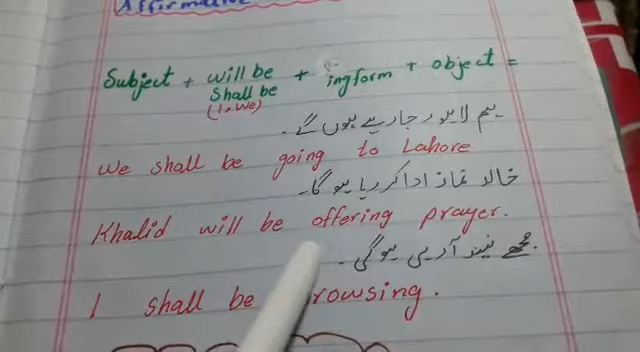 Affirmative
Subject + will be + ingform + object =
Shall be
(I, We)
ہم لاہور جا رہے ہوں گے۔
We shall be going to Lahore
خالد نماز ادا کر رہا ہو گا۔
Khalid will be offering prayer.
مجھے نیند آ رہی ہو گی۔
I shall be rowsing.